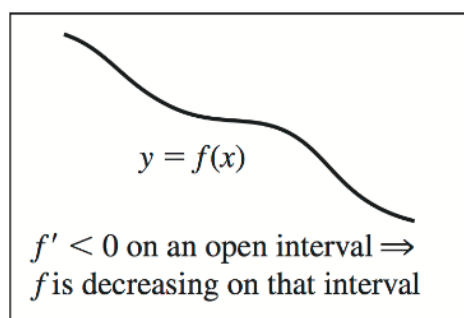 y = f(x)
f′ < 0 on an open interval ⇒
f is decreasing on that interval